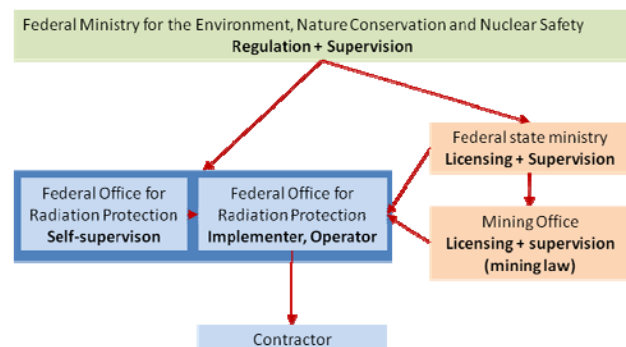 Federal Ministry for the Environment, Nature Conservation and Nuclear Safety
Regulation + Supervision
Federal state ministry
Licensing + Supervision
Federal Office for
Radiation Protection
Self-supervison
Federal Office for
Radiation Protection
Implementer, Operator
Mining Office
Licensing + supervision
(mining law)
Contractor